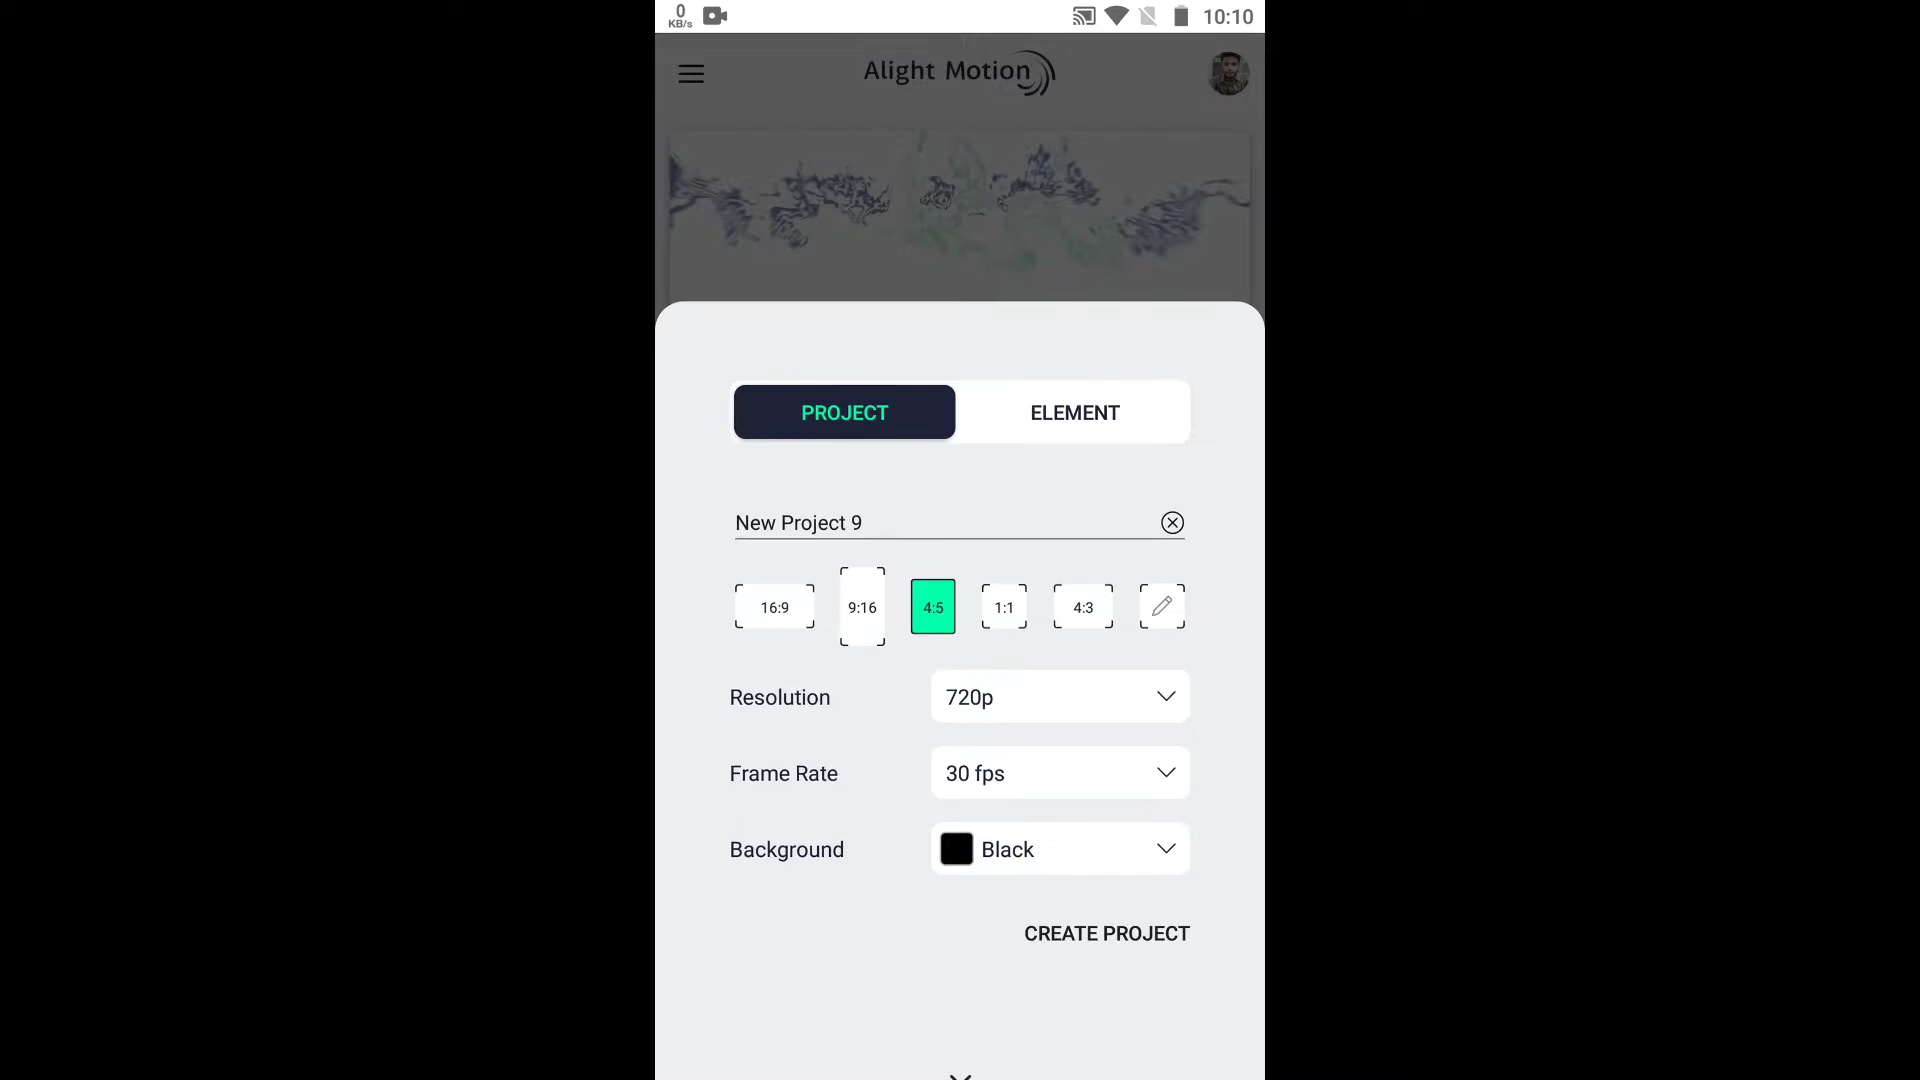 0
KB/s
10:10
Alight Motion
PROJECT
ELEMENT
New Project 9
16:9
9:16
4:5
1:1
4:3
Resolution
720p
Frame Rate
30 fps
Background
Black
CREATE PROJECT